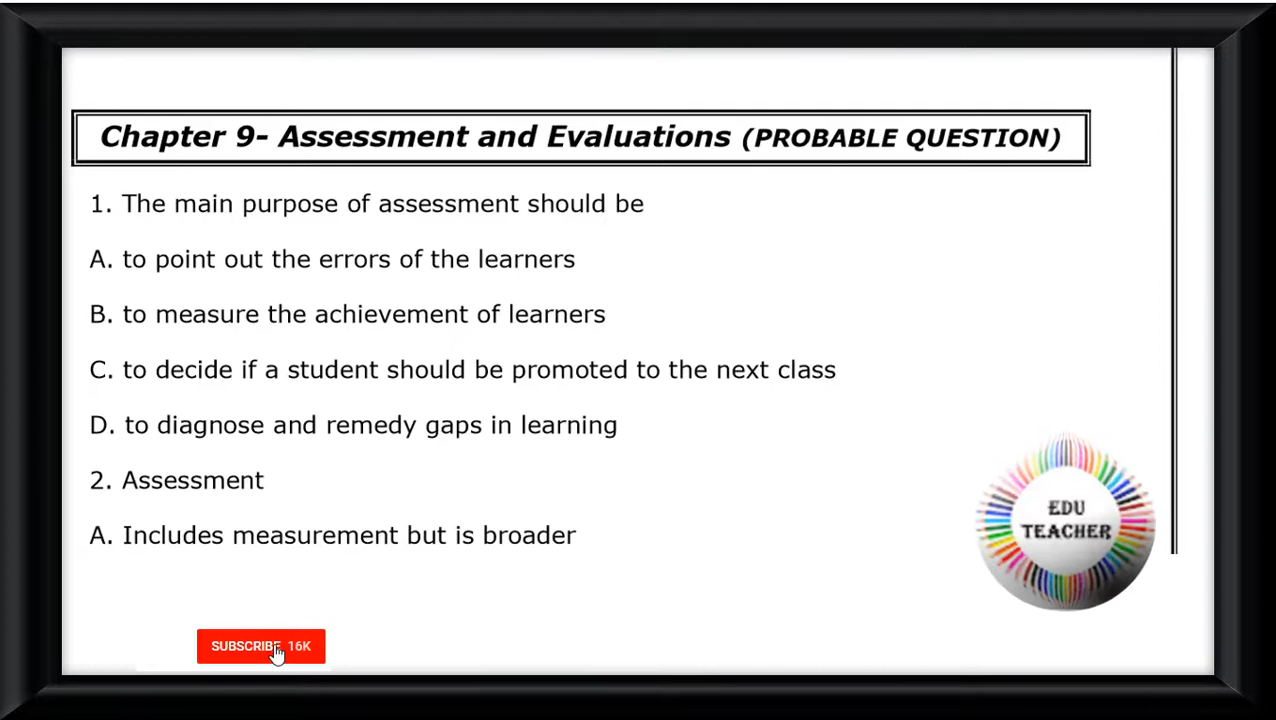 Chapter 9- Assessment and Evaluations (PROBABLE QUESTION)
1. The main purpose of assessment should be
A. to point out the errors of the learners
B. to measure the achievement of learners
C. to decide if a student should be promoted to the next class
D. to diagnose and remedy gaps in learning
2. Assessment
A. Includes measurement but is broader
EDU
TEACHER
SUBSCRIBE 16K